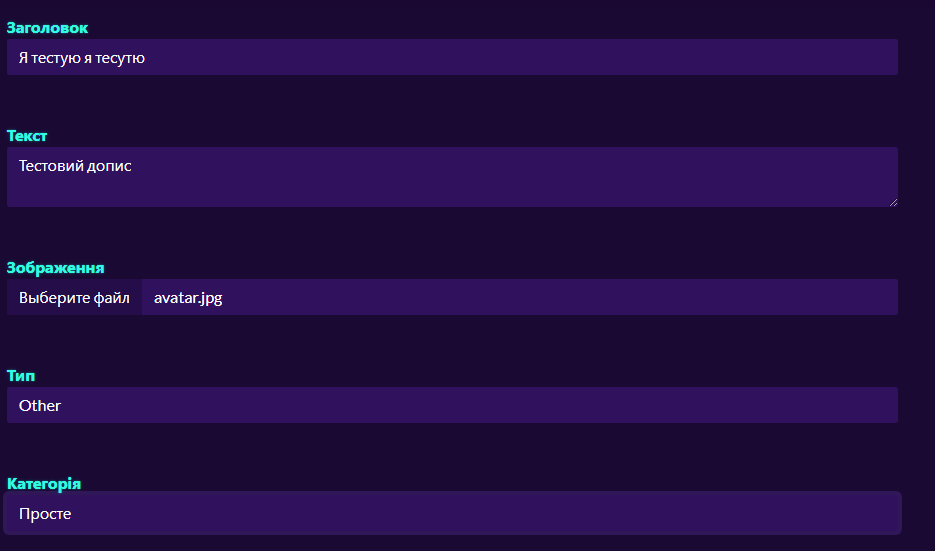 Заголовок
Я тестую я тесутю
Текст
Тестовий допис
Зображення
Выберите файл avatar.jpg
Тип
Other
Категорія
Просте